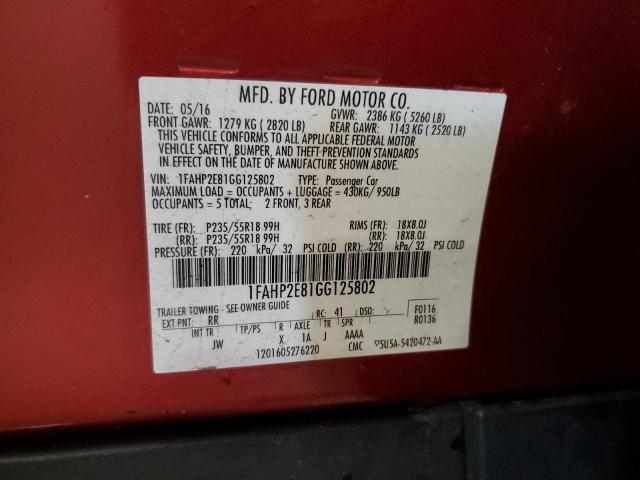 MFD. BY FORD MOTOR CO.
DATE: 05/16 GVWR: 2386 KG ( 5260 LB)
FRONT GAWR: 1279 KG ( 2820 LB) REAR GAWR: 1143 KG ( 2520 LB)
THIS VEHICLE CONFORMS TO ALL APPLICABLE FEDERAL MOTOR
VEHICLE SAFETY, BUMPER, AND THEFT PREVENTION STANDARDS
IN EFFECT ON THE DATE OF MANUFACTURE SHOWN ABOVE.
VIN: 1FAHP2E81GG125802 TYPE: Passenger Car
MAXIMUM LOAD = OCCUPANTS + LUGGAGE = 430KG/ 950LB
OCCUPANTS = 5 TOTAL; 2 FRONT, 3 REAR
TIRE (FR): P235/55R18 99H RIMS (FR): 18X8.0J
(RR): P235/55R18 99H (RR): 18X8.0J
PRESSURE (FR): 220 kPa/ 32 PSI COLD (RR): 220 kPa/ 32 PSI COLD
1FAHP2E81GG125802
TRAILER TOWING - SEE OWNER GUIDE
EXT PNT: RR RC: 41 DSO: F0116
R0136
INT TR TP/PS R AXLE TR SPR
JW X 1A J AAAA
1201605276220 CMC ▽5U5A-5420472-AA